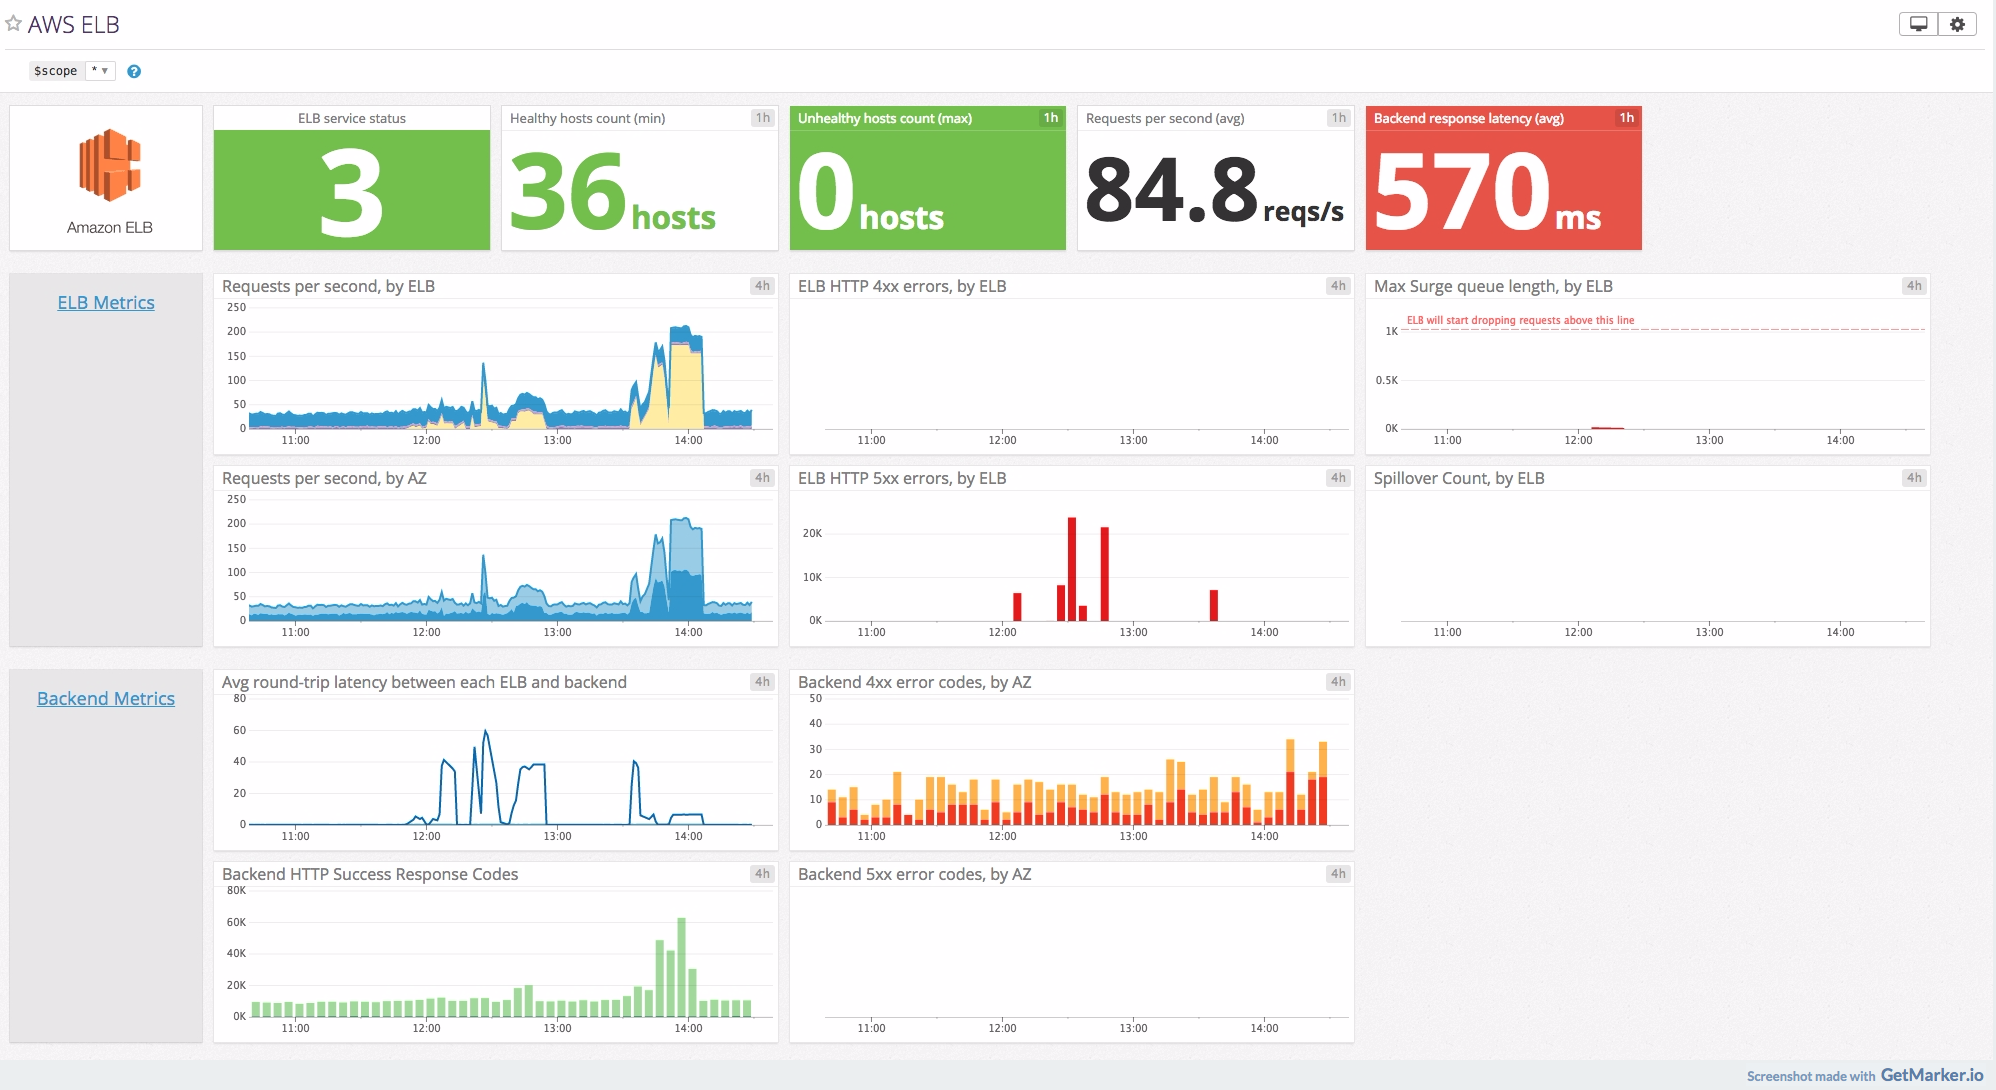 AWS ELB
$scope * ▾ ?
ELB service status
3
Healthy hosts count (min) 1h
36 hosts
Unhealthy hosts count (max) 1h
0 hosts
Requests per second (avg) 1h
84.8 reqs/s
Backend response latency (avg) 1h
570 ms
Amazon ELB
ELB Metrics
Requests per second, by ELB 4h
250
200
150
100
50
0
11:00 12:00 13:00 14:00
ELB HTTP 4xx errors, by ELB 4h
11:00 12:00 13:00 14:00
Max Surge queue length, by ELB 4h
ELB will start dropping requests above this line
1K
0.5K
0K
11:00 12:00 13:00 14:00
Requests per second, by AZ 4h
250
200
150
100
50
0
11:00 12:00 13:00 14:00
ELB HTTP 5xx errors, by ELB 4h
20K
10K
0K
11:00 12:00 13:00 14:00
Spillover Count, by ELB 4h
11:00 12:00 13:00 14:00
Backend Metrics
Avg round-trip latency between each ELB and backend 4h
80
60
40
20
0
11:00 12:00 13:00 14:00
Backend 4xx error codes, by AZ 4h
50
40
30
20
10
0
11:00 12:00 13:00 14:00
Backend HTTP Success Response Codes 4h
80K
60K
40K
20K
0K
11:00 12:00 13:00 14:00
Backend 5xx error codes, by AZ 4h
11:00 12:00 13:00 14:00
Screenshot made with GetMarker.io